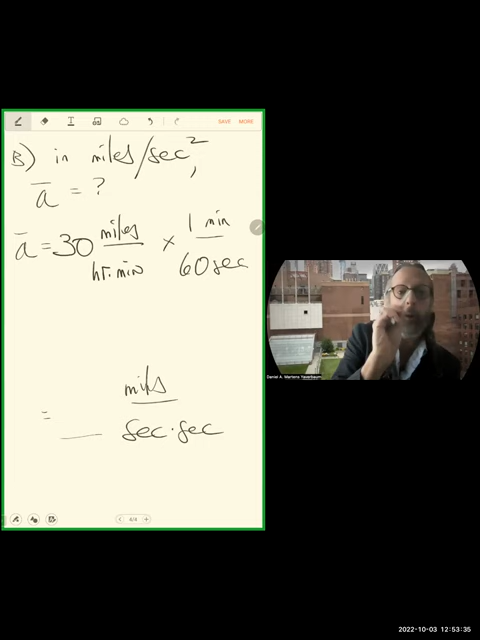 SAVE MORE
B) in miles/sec²,
a̅ = ?
a̅ = 30 miles/hr.min × 1 min/60 sec
= __ miles/sec·sec
4/4
Daniel A. Martens Yaverbaum
2022-10-03 12:53:35